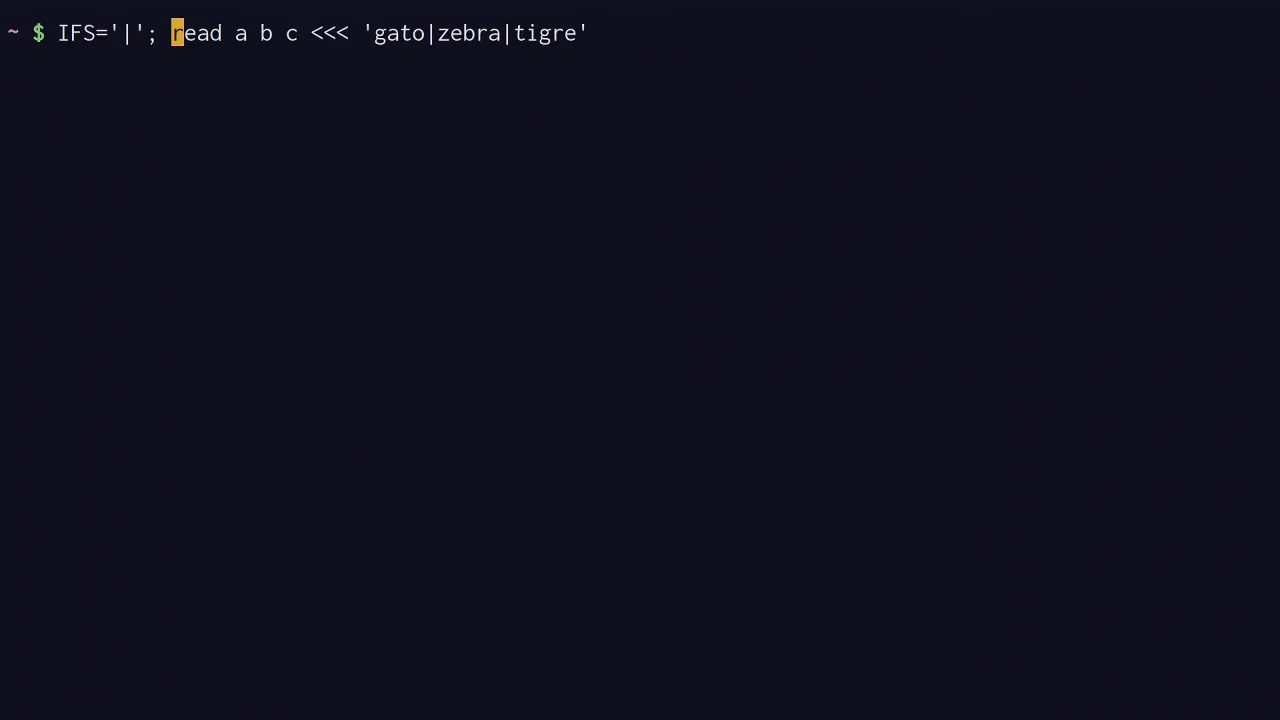 ~ $ IFS='|'; read a b c <<< 'gato|zebra|tigre'